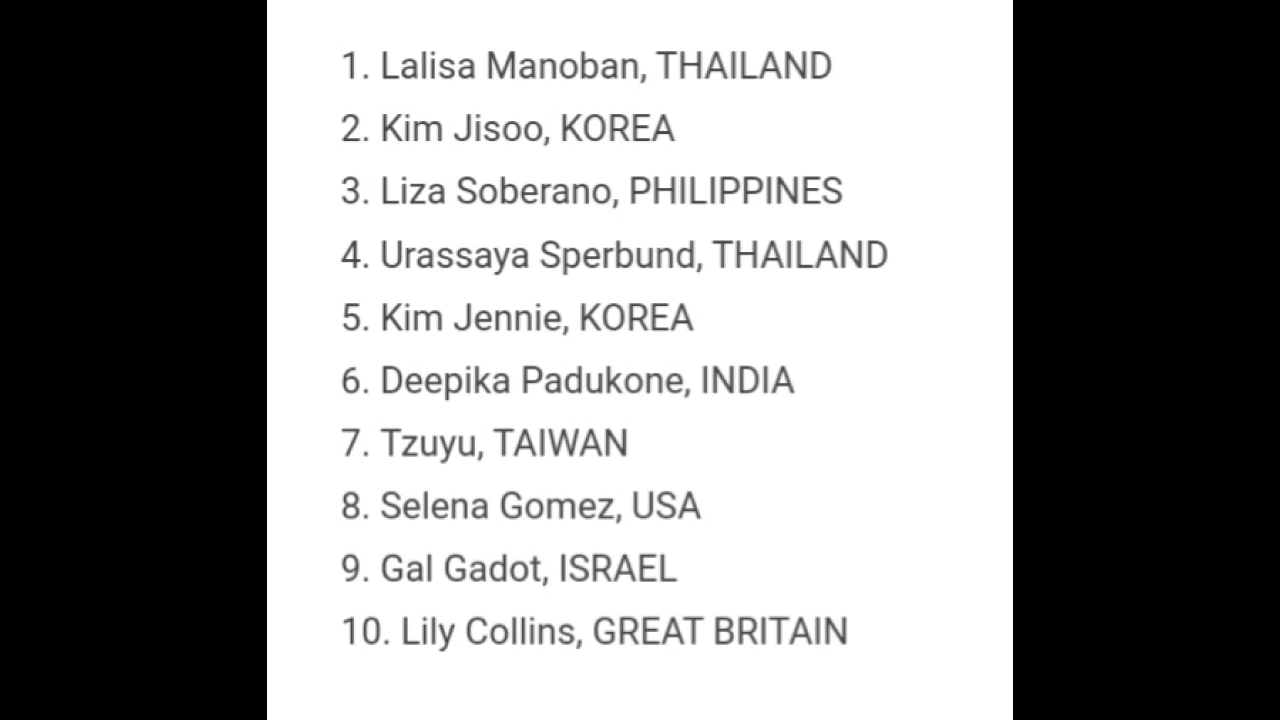 1. Lalisa Manoban, THAILAND
2. Kim Jisoo, KOREA
3. Liza Soberano, PHILIPPINES
4. Urassaya Sperbund, THAILAND
5. Kim Jennie, KOREA
6. Deepika Padukone, INDIA
7. Tzuyu, TAIWAN
8. Selena Gomez, USA
9. Gal Gadot, ISRAEL
10. Lily Collins, GREAT BRITAIN